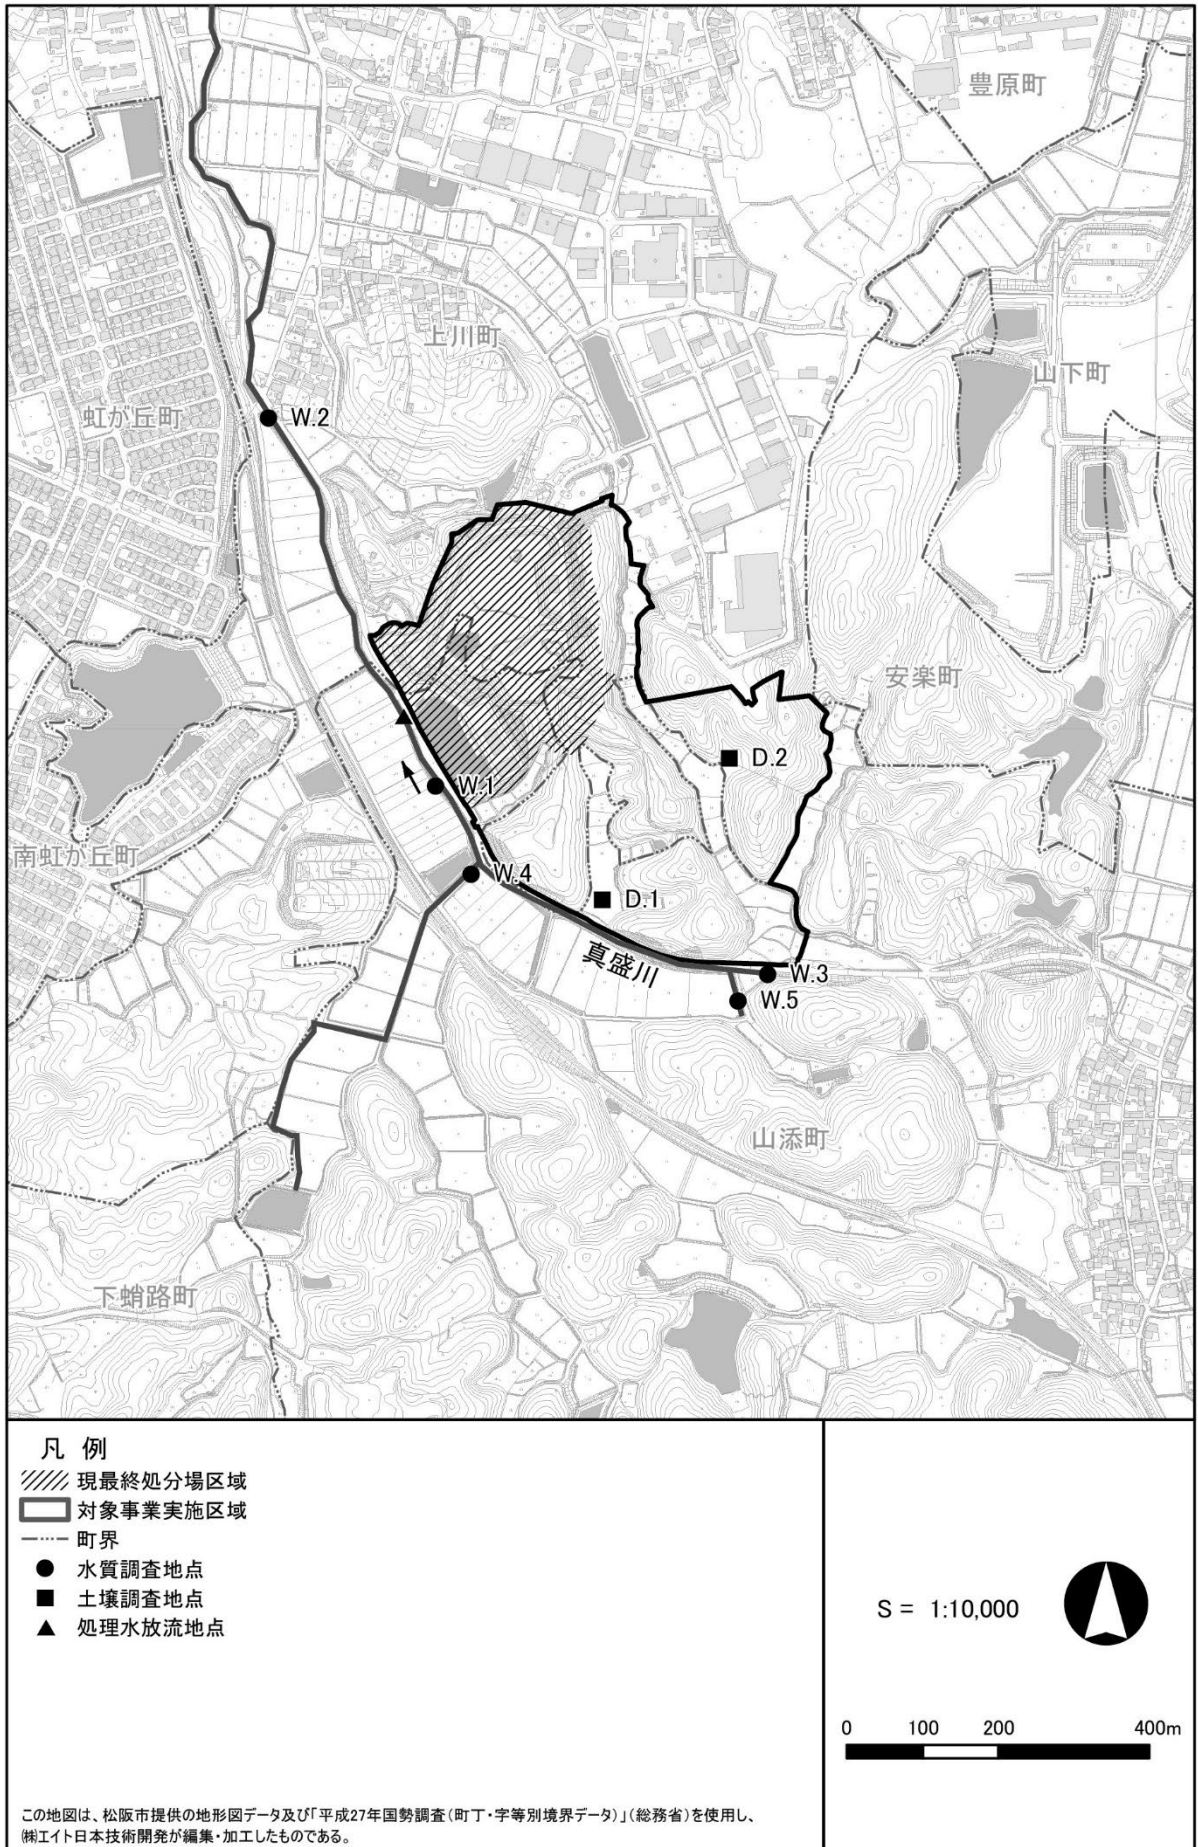 豊原町
上川町
山下町
虹が丘町
W.2
安楽町
D.2
W.1
南虹が丘町
W.4
D.1
真盛川
W.3
W.5
山添町
下蛸路町
凡 例
現最終処分場区域
対象事業実施区域
町界
水質調査地点
土壌調査地点
処理水放流地点
S = 1:10,000
0 100 200 400m
この地図は、松阪市提供の地形図データ及び「平成27年国勢調査(町丁・字等別境界データ)」(総務省)を使用し、
㈱エイト日本技術開発が編集・加工したものである。